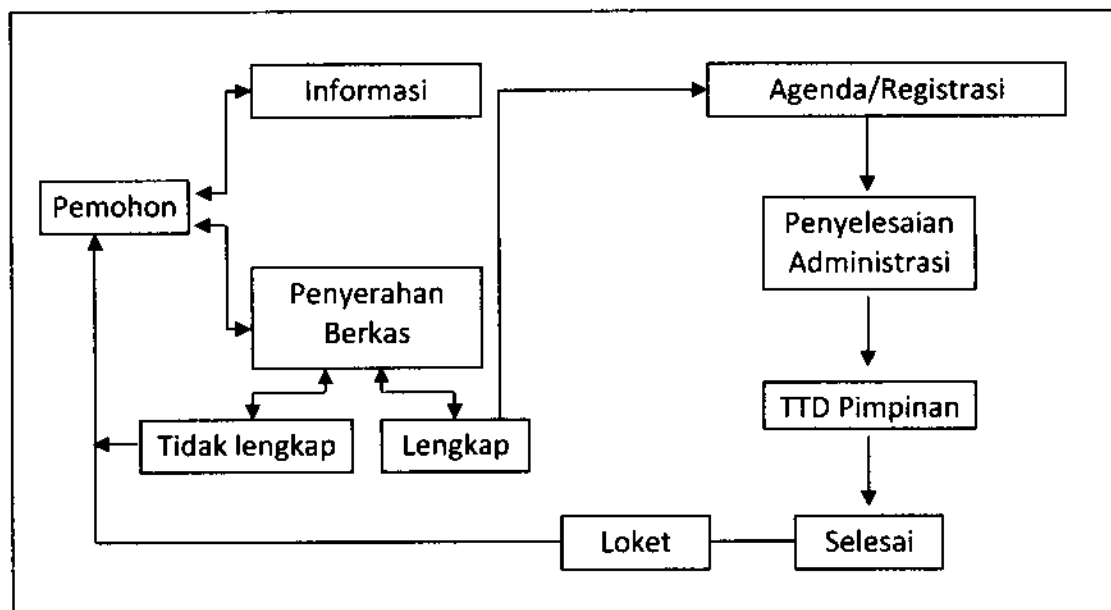 Informasi
Agenda/Registrasi
Pemohon
Penyelesaian
Administrasi
Penyerahan
Berkas
TTD Pimpinan
Tidak lengkap
Lengkap
Loket
Selesai